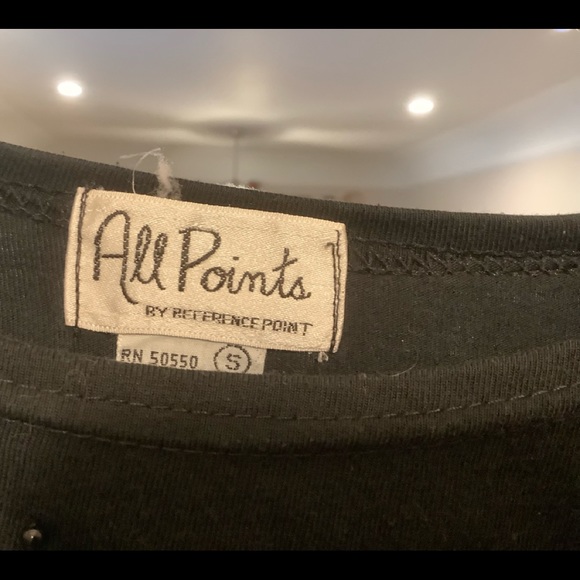 All Points
BY REFERENCE POINT
RN 50550 S